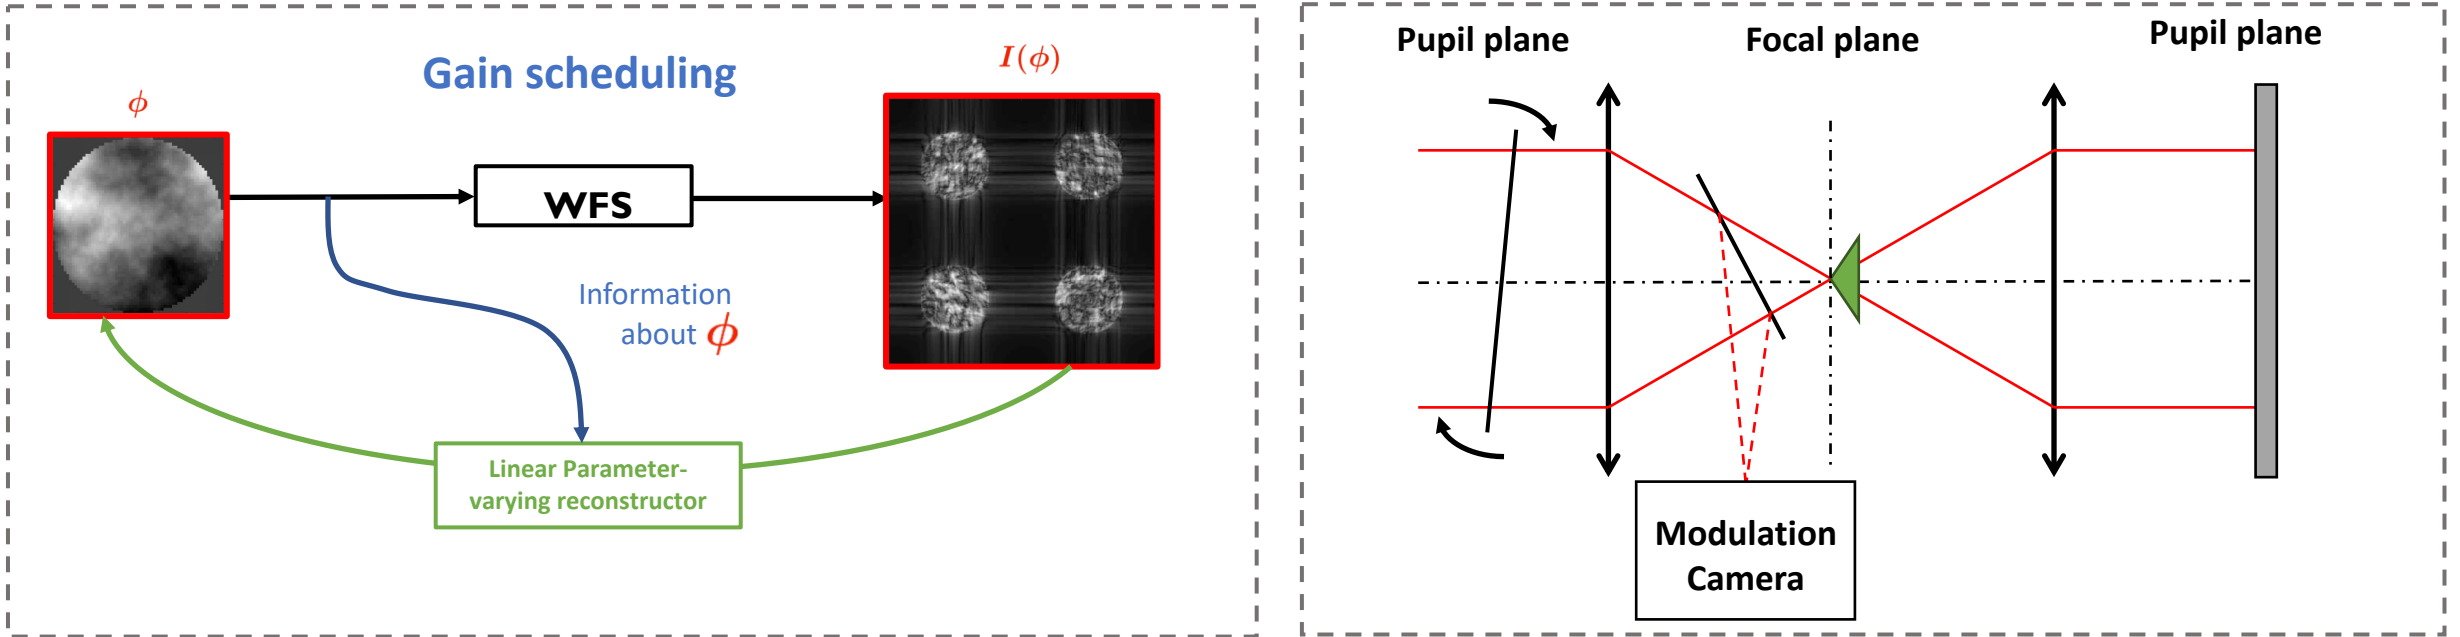 Gain scheduling
ϕ
I(ϕ)
WFS
Information
about ϕ
Linear Parameter-
varying reconstructor
Pupil plane
Focal plane
Pupil plane
Modulation
Camera